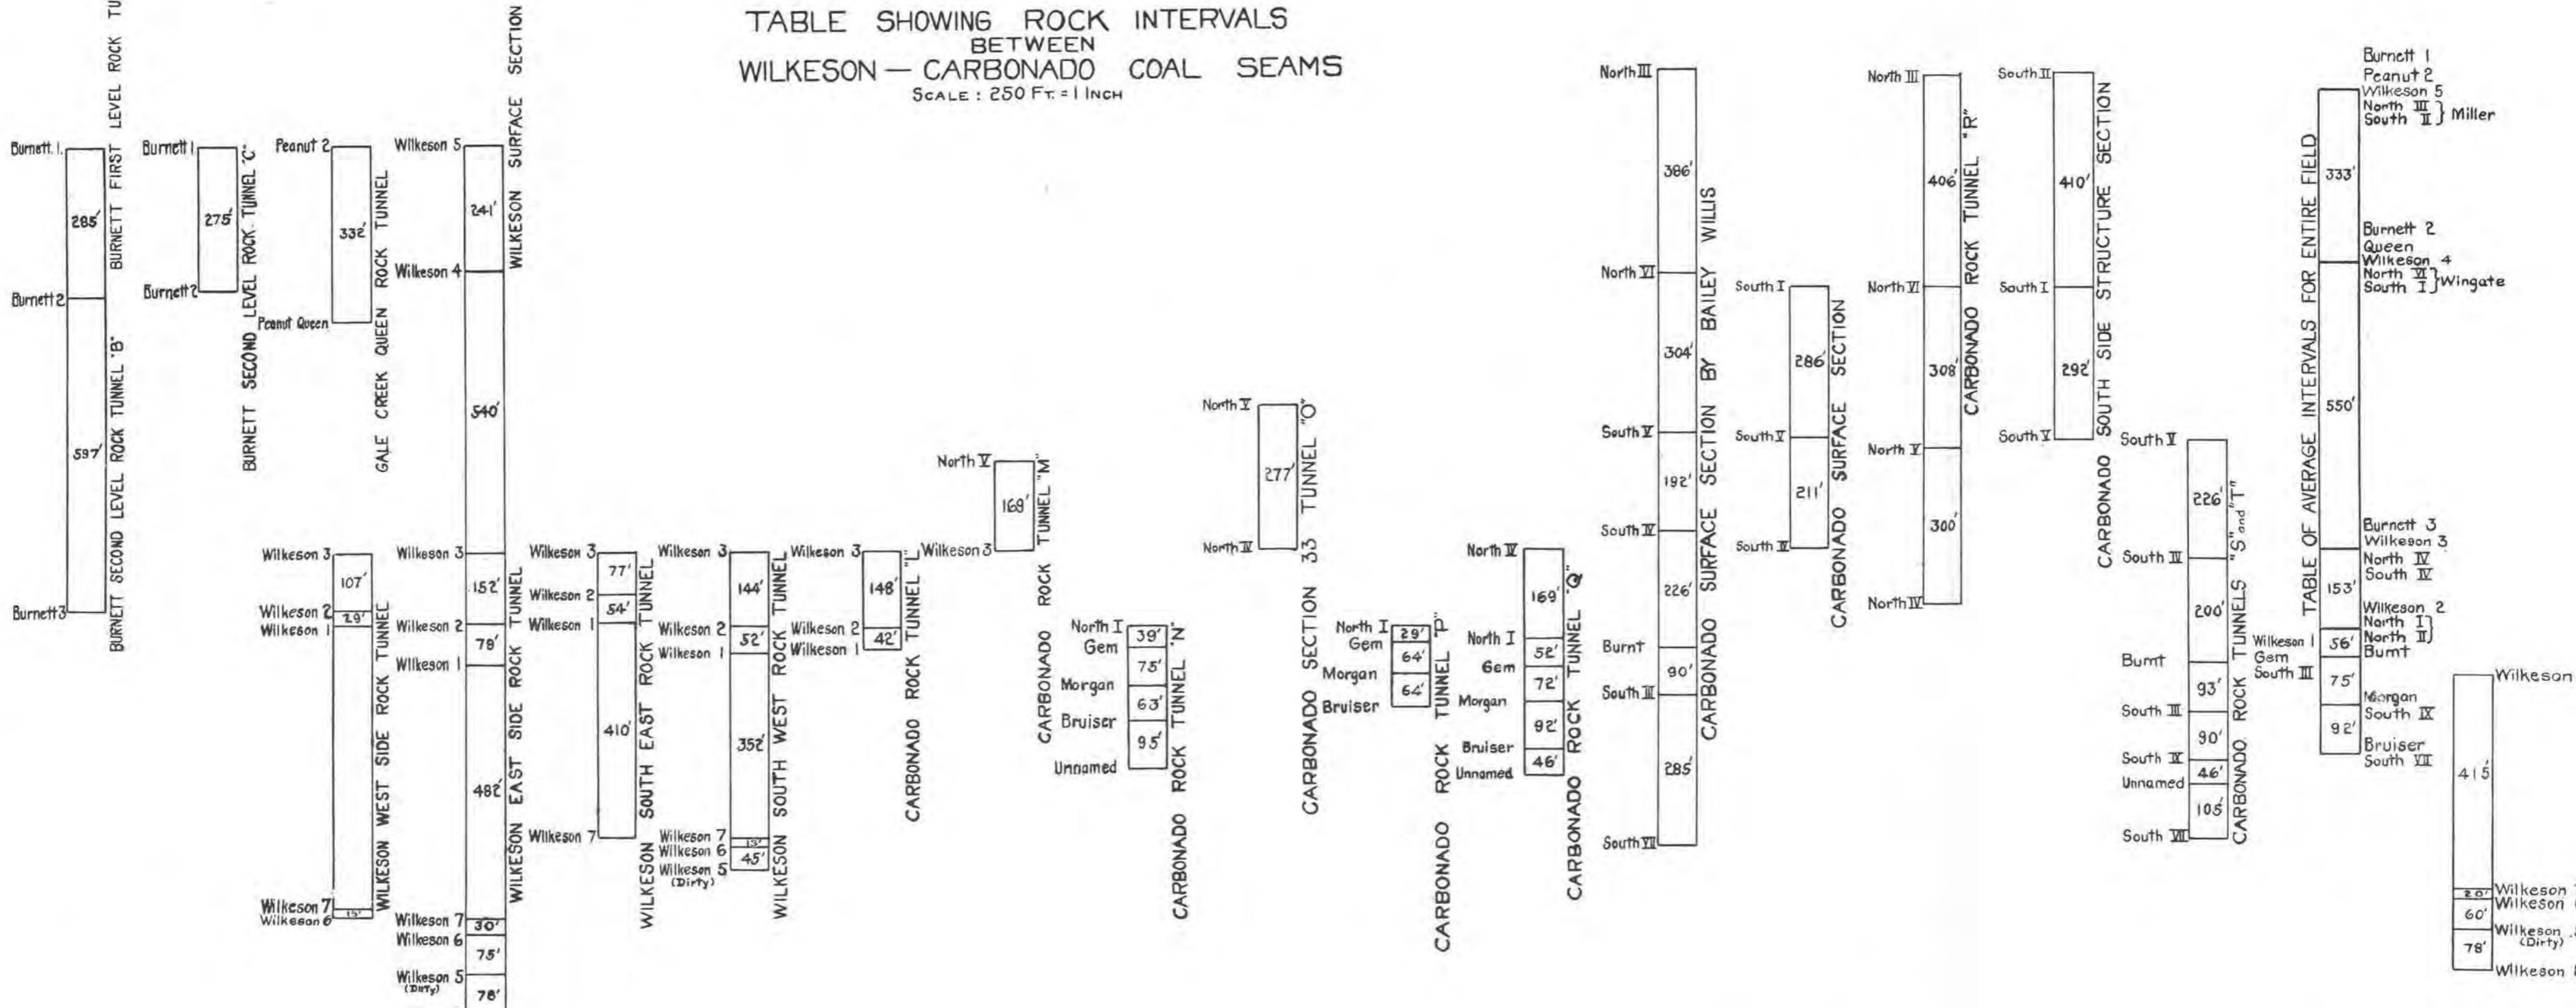 TABLE SHOWING ROCK INTERVALS
BETWEEN
WILKESON — CARBONADO COAL SEAMS
SCALE : 250 FT. = 1 INCH
Burnett. 1.
285'
Burnett 2
597'
Burnett 3
BURNETT FIRST LEVEL ROCK
BURNETT SECOND LEVEL ROCK TUNNEL "B"
Burnett 1
275'
Burnett 2
BURNETT SECOND LEVEL ROCK TUNNEL "C"
Peanut 2
332'
Peanut Queen
GALE CREEK QUEEN ROCK TUNNEL
Wilkeson 3
107'
Wilkeson 2
29'
Wilkeson 1
Wilkeson 7
15'
Wilkeson 6
WILKESON WEST SIDE ROCK TUNNEL
Wilkeson 5
241'
Wilkeson 4
540'
Wilkeson 3
152'
Wilkeson 2
79'
Wilkeson 1
482'
Wilkeson 7
30'
Wilkeson 6
75'
Wilkeson 5
(DIRTY)
78'
WILKESON SURFACE SECTION
WILKESON EAST SIDE ROCK TUNNEL
Wilkeson 3
77'
Wilkeson 2
54'
Wilkeson 1
410'
Wilkeson 7
WILKESON SOUTH EAST ROCK TUNNEL
Wilkeson 3
144'
Wilkeson 2
52'
Wilkeson 1
352'
Wilkeson 7
Wilkeson 6
45'
Wilkeson 5
(Dirty)
WILKESON SOUTH WEST ROCK TUNNEL
Wilkeson 3
148'
Wilkeson 2
42'
Wilkeson 1
CARBONADO ROCK TUNNEL "L"
North V
169'
Wilkeson 3
CARBONADO ROCK TUNNEL "M"
North I
39'
Gem
75'
Morgan
63'
Bruiser
95'
Unnamed
CARBONADO ROCK TUNNEL "N"
North V
277'
North IV
CARBONADO SECTION 33 TUNNEL "O"
North I
29'
Gem
64'
Morgan
64'
Bruiser
CARBONADO ROCK TUNNEL "P"
North IV
169'
North I
52'
Gem
72'
Morgan
92'
Bruiser
46'
Unnamed
CARBONADO ROCK TUNNEL "Q"
North III
386'
North VI
304'
South V
192'
South IV
226'
Burnt
90'
South III
285'
South VII
CARBONADO SURFACE SECTION BY BAILEY WILLIS
South I
286'
South V
211'
South IV
CARBONADO SURFACE SECTION
North III
406'
North VI
308'
North V
300'
North IV
CARBONADO ROCK TUNNEL "R"
South II
410'
South I
292'
South V
CARBONADO SOUTH SIDE STRUCTURE SECTION
South V
226'
South III
200'
Burnt
93'
South III
90'
South IX
46'
Unnamed
105'
South VII
CARBONADO ROCK TUNNELS "S" and "T"
TABLE OF AVERAGE INTERVALS FOR ENTIRE FIELD
Burnett 1
Peanut 2
Wilkeson 5
North III
South II } Miller
333'
Burnett 2
Queen
Wilkeson 4
North VI
South I } Wingate
550'
Burnett 3
Wilkeson 3
North IV
South IV
153'
Wilkeson 2
North I
North II }
Burnt
Wilkeson 1
Gem
South III
56'
75'
Morgan
South IX
92'
Bruiser
South VII
Wilkeson
415'
20'
Wilkeson
Wilkeson
60'
Wilkeson
(Dirty)
78'
Wilkeson